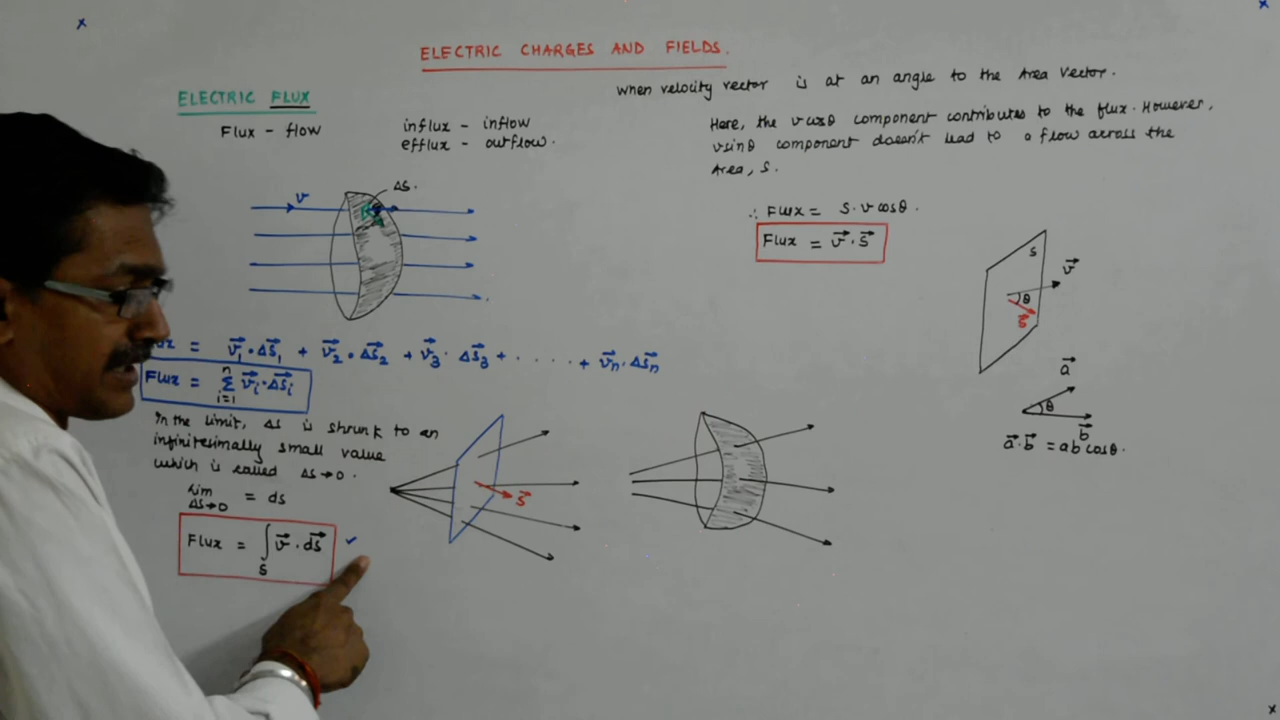 ELECTRIC CHARGES AND FIELDS.
ELECTRIC FLUX
Flux - flow
influx - inflow
efflux - outflow.
ΔS.
v
= v⃗₁·ΔS⃗₁ + v⃗₂·ΔS⃗₂ + v⃗₃·ΔS⃗₃ + . . . . . + v⃗ₙ·ΔS⃗ₙ
Flux = Σⁿᵢ₌₁ v⃗ᵢ·ΔS⃗ᵢ
In the limit, ΔS is shrunk to an
infinitesimally small value
which is called ΔS→0.
Lim ΔS→0 = ds
Flux = ∫ₛ v⃗·ds⃗ ✓
S⃗
When velocity vector is at an angle to the Area Vector.
Here, the vcosθ component contributes to the flux. However,
vsinθ component doesn't lead to a flow across the
Area, S.
∴ Flux = S·v cosθ.
Flux = v⃗·S⃗
S
v⃗
θ
S⃗
a⃗
θ
b⃗
a⃗·b⃗ = ab cosθ.